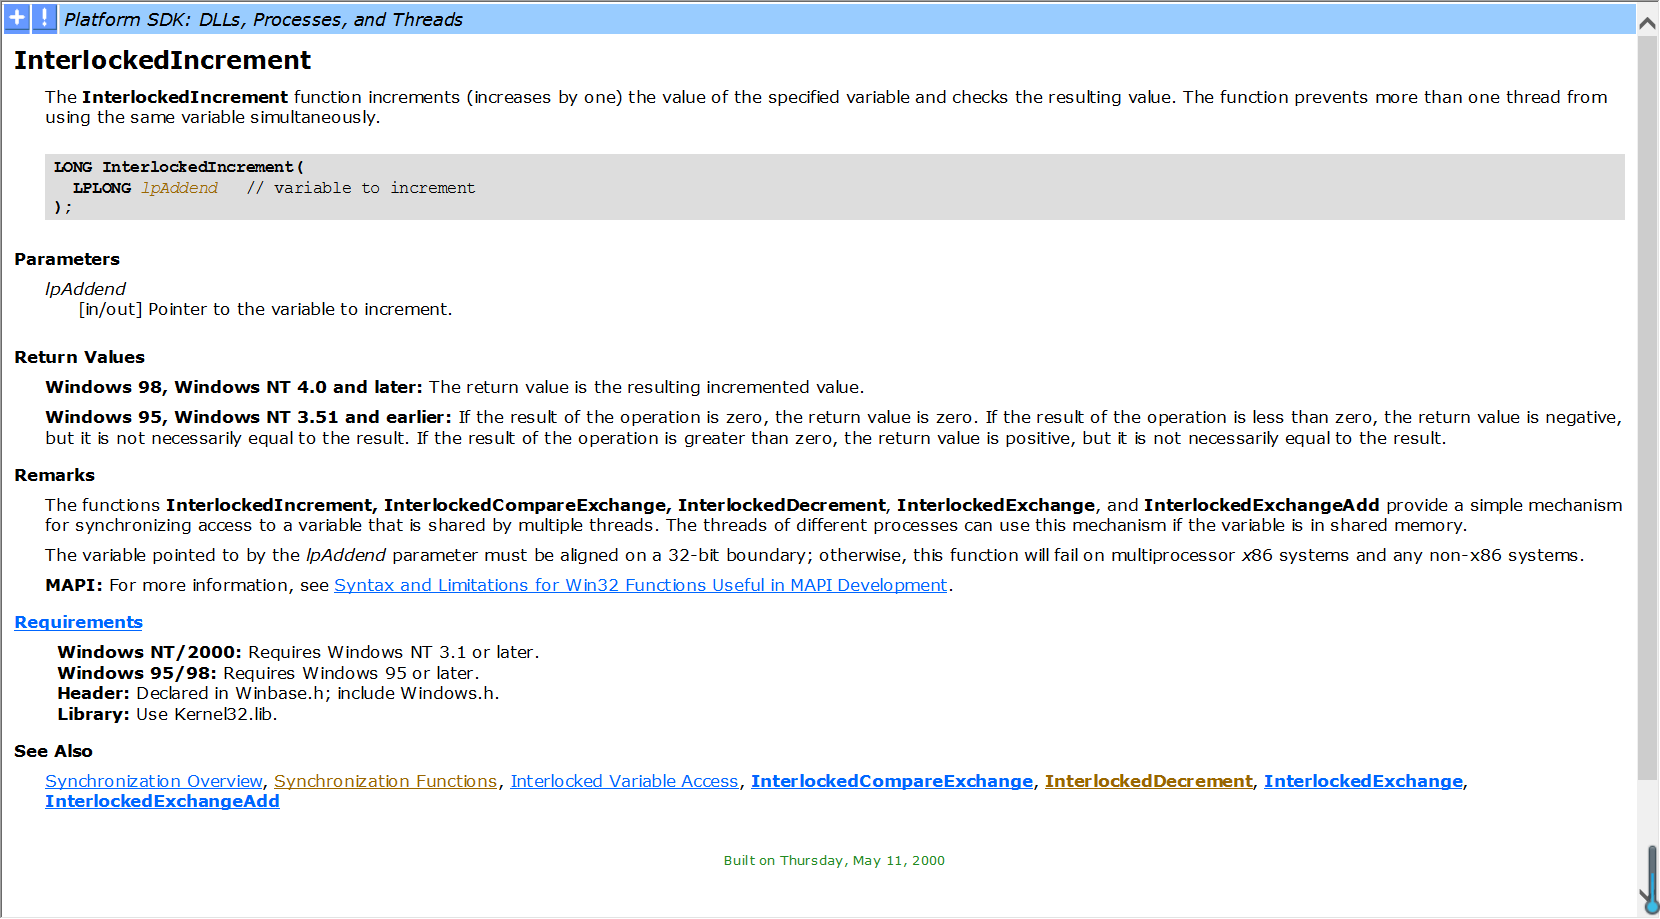 Platform SDK: DLLs, Processes, and Threads
InterlockedIncrement
The InterlockedIncrement function increments (increases by one) the value of the specified variable and checks the resulting value. The function prevents more than one thread from
using the same variable simultaneously.
LONG InterlockedIncrement(
  LPLONG lpAddend   // variable to increment
);
Parameters
lpAddend
[in/out] Pointer to the variable to increment.
Return Values
Windows 98, Windows NT 4.0 and later: The return value is the resulting incremented value.
Windows 95, Windows NT 3.51 and earlier: If the result of the operation is zero, the return value is zero. If the result of the operation is less than zero, the return value is negative,
but it is not necessarily equal to the result. If the result of the operation is greater than zero, the return value is positive, but it is not necessarily equal to the result.
Remarks
The functions InterlockedIncrement, InterlockedCompareExchange, InterlockedDecrement, InterlockedExchange, and InterlockedExchangeAdd provide a simple mechanism
for synchronizing access to a variable that is shared by multiple threads. The threads of different processes can use this mechanism if the variable is in shared memory.
The variable pointed to by the lpAddend parameter must be aligned on a 32-bit boundary; otherwise, this function will fail on multiprocessor x86 systems and any non-x86 systems.
MAPI: For more information, see Syntax and Limitations for Win32 Functions Useful in MAPI Development.
Requirements
Windows NT/2000: Requires Windows NT 3.1 or later.
Windows 95/98: Requires Windows 95 or later.
Header: Declared in Winbase.h; include Windows.h.
Library: Use Kernel32.lib.
See Also
Synchronization Overview, Synchronization Functions, Interlocked Variable Access, InterlockedCompareExchange, InterlockedDecrement, InterlockedExchange,
InterlockedExchangeAdd
Built on Thursday, May 11, 2000